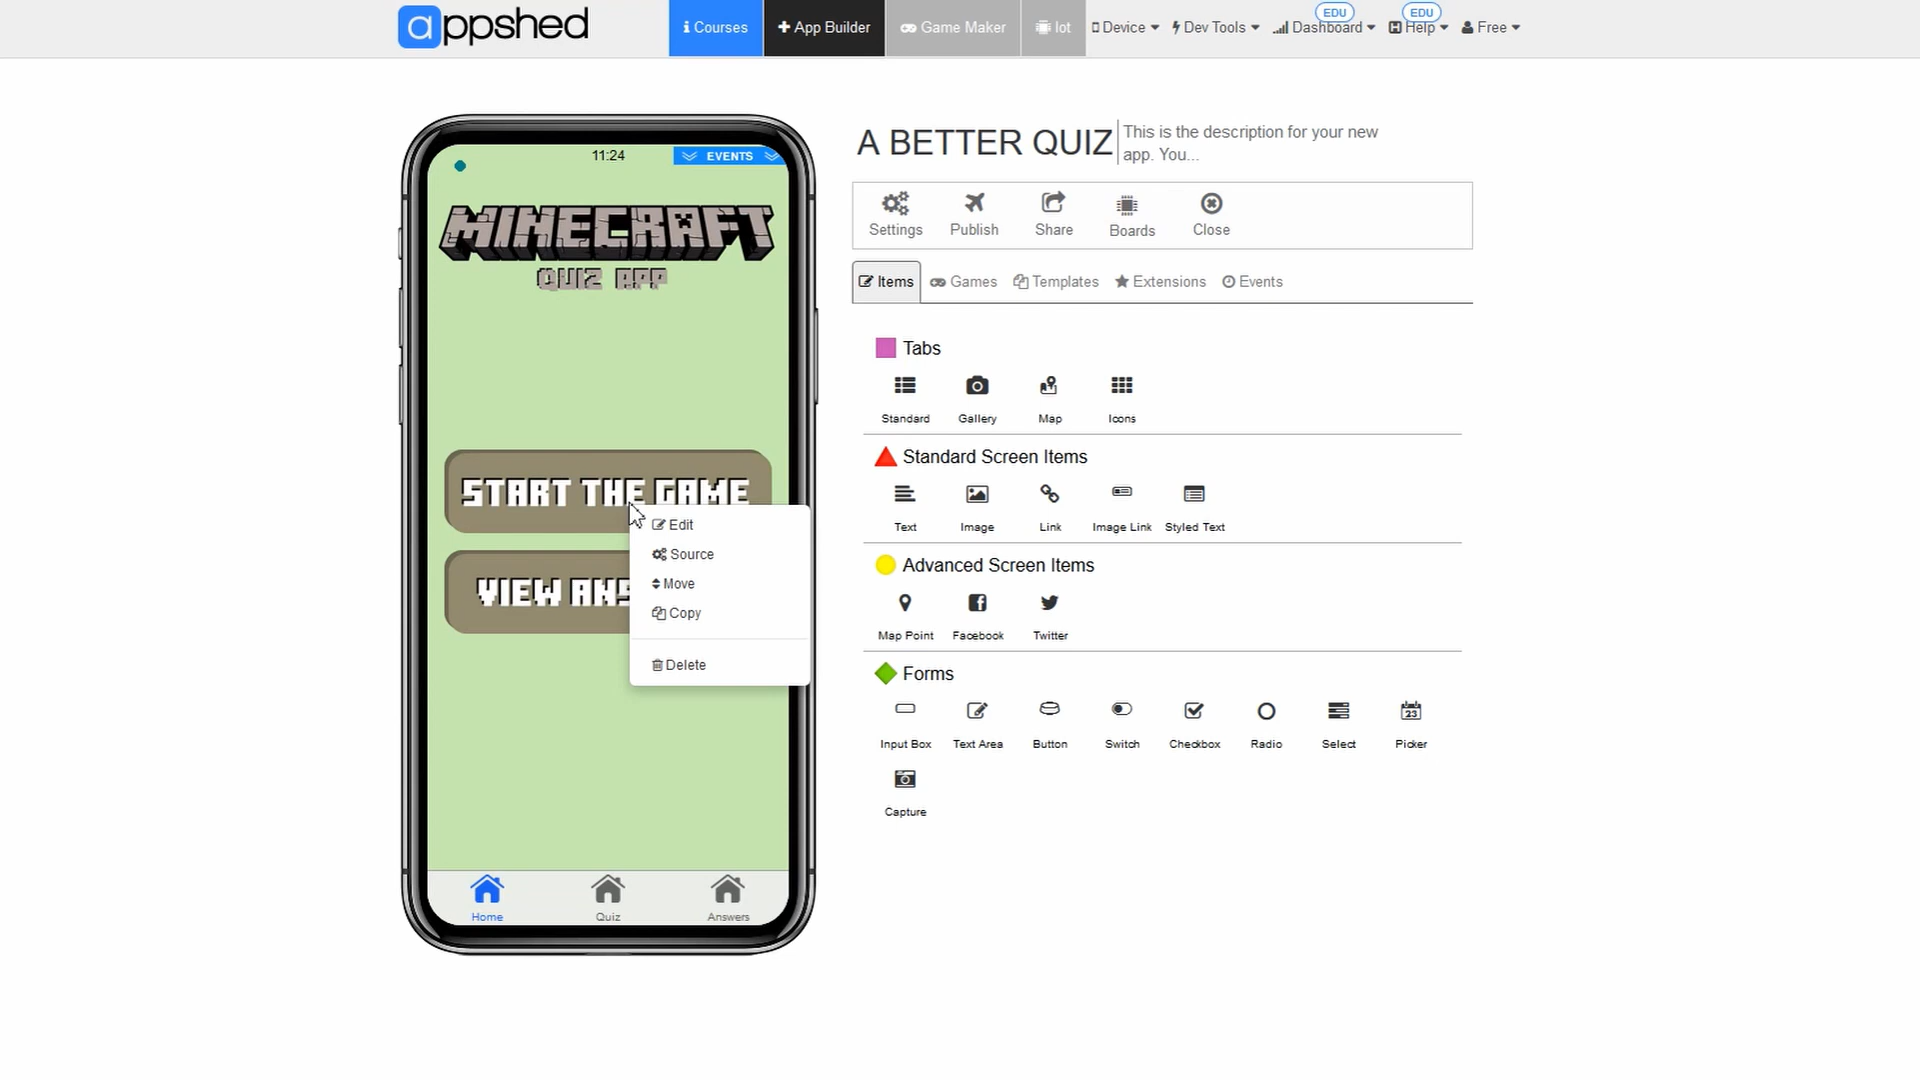 appshed
Courses
App Builder
Game Maker
Iot
Device
Dev Tools
EDU
Dashboard
EDU
Help
Free
11:24
EVENTS
MINECRAFT
QUIZ APP
START THE GAME
VIEW ANS
Edit
Source
Move
Copy
Delete
Home
Quiz
Answers
A BETTER QUIZ
This is the description for your new
app. You...
Settings
Publish
Share
Boards
Close
Items
Games
Templates
Extensions
Events
Tabs
Standard
Gallery
Map
Icons
Standard Screen Items
Text
Image
Link
Image Link
Styled Text
Advanced Screen Items
Map Point
Facebook
Twitter
Forms
Input Box
Text Area
Button
Switch
Checkbox
Radio
23
Select
Picker
Capture